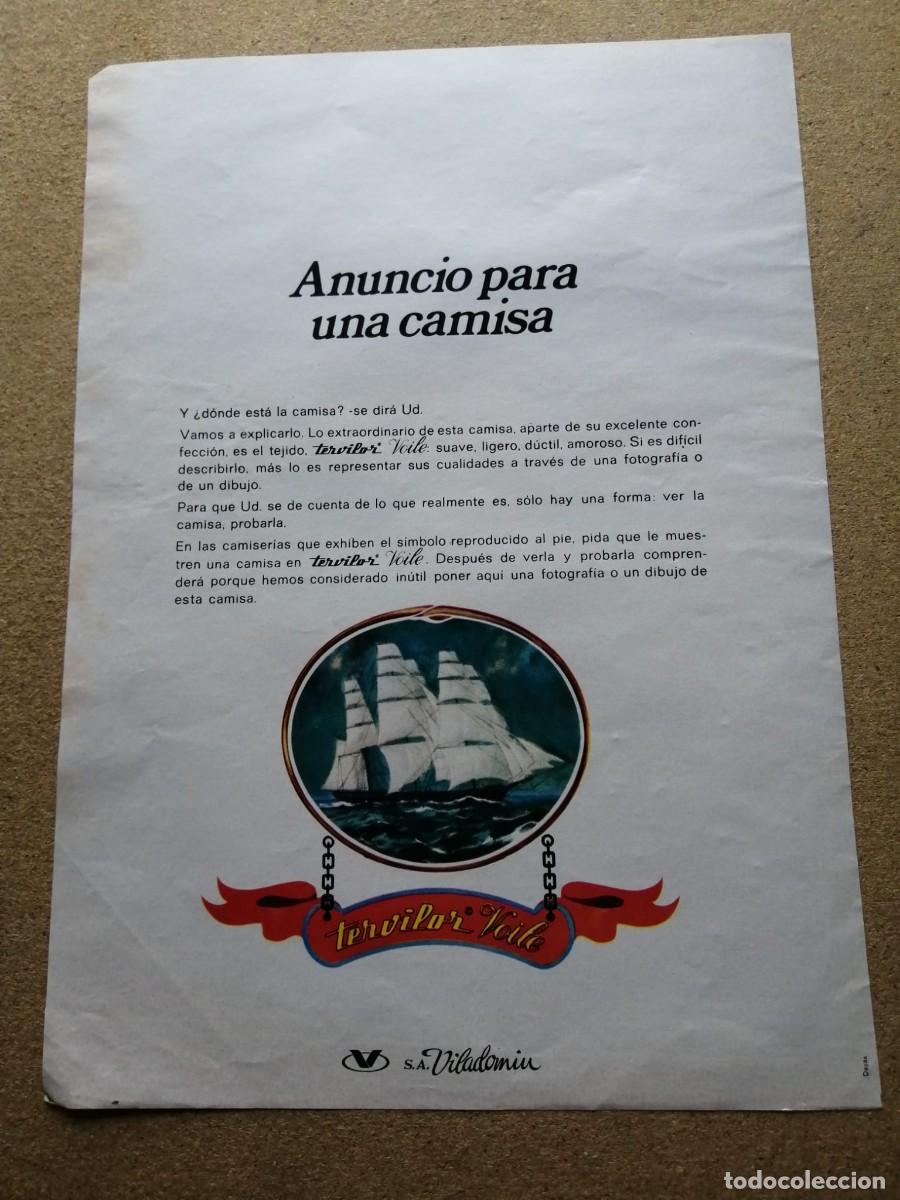 Anuncio para
una camisa
Y ¿dónde está la camisa? -se dirá Ud.
Vamos a explicarlo. Lo extraordinario de esta camisa, aparte de su excelente con-
fección, es el tejido, tervilor® Voile: suave, ligero, dúctil, amoroso. Si es difícil
describirlo, más lo es representar sus cualidades a través de una fotografía o
de un dibujo.
Para que Ud. se de cuenta de lo que realmente es, sólo hay una forma: ver la
camisa, probarla.
En las camiserías que exhiben el símbolo reproducido al pie, pida que le mues-
tren una camisa en tervilor® Voile. Después de verla y probarla compren-
derá porque hemos considerado inútil poner aquí una fotografía o un dibujo de
esta camisa.
tervilor® Voile
V S.A. Viladomiu
todocoleccion